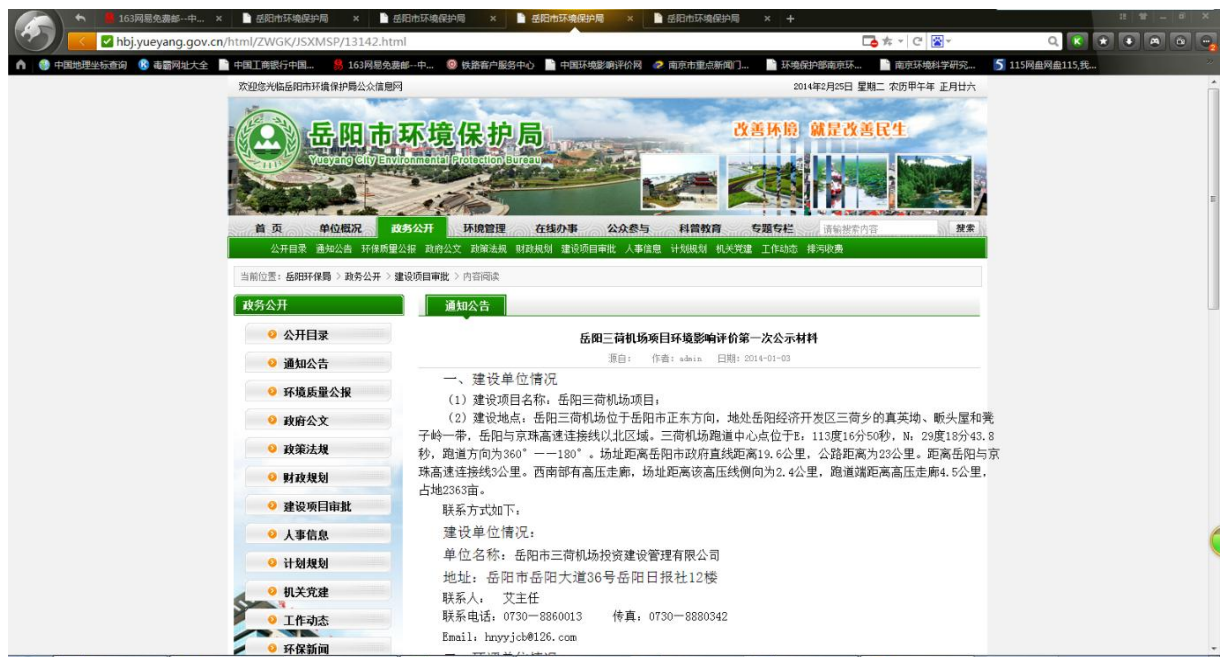 163网易免费邮--中... × 岳阳市环境保护局 × 岳阳市环境保护局 × 岳阳市环境保护局 × 岳阳市环境保护局 × +
hbj.yueyang.gov.cn/html/ZWGK/JSXMSP/13142.html
中国地理坐标查询 毒霸网址大全 中国工商银行中国... 163网易免费邮--中... 铁路客户服务中心 中国环境影响评价网 南京市重点新闻门... 环境保护部南京环... 南京环境科学研究... 115网盘网盘115,我...
欢迎您光临岳阳市环境保护局公众信息网 2014年2月25日 星期二 农历甲午年 正月廿六
岳阳市环境保护局
Yueyang City Environmental Protection Bureau
改善环境 就是改善民生
首 页 单位概况 政务公开 环境管理 在线办事 公众参与 科普教育 专题专栏 请输搜索内容 搜索
公开目录 通知公告 环保质量公报 政府公文 政策法规 财政规划 建设项目审批 人事信息 计划规划 机关党建 工作动态 排污收费
当前位置：岳阳环保局 > 政务公开 > 建设项目审批 > 内容阅读
政务公开
公开目录
通知公告
环境质量公报
政府公文
政策法规
财政规划
建设项目审批
人事信息
计划规划
机关党建
工作动态
环保新闻
通知公告
岳阳三荷机场项目环境影响评价第一次公示材料
源自： 作者：admin 日期：2014-01-03
一、建设单位情况
（1）建设项目名称：岳阳三荷机场项目；
（2）建设地点：岳阳三荷机场位于岳阳市正东方向，地处岳阳经济开发区三荷乡的真英坳、畈头屋和凳
子岭一带，岳阳与京珠高速连接线以北区域。三荷机场跑道中心点位于E：113度16分50秒，N：29度18分43.8
秒，跑道方向为360°——180°。场址距离岳阳市政府直线距离19.6公里，公路距离为23公里。距离岳阳与京
珠高速连接线3公里。西南部有高压走廊，场址距离该高压线侧向为2.4公里，跑道端距离高压走廊4.5公里，
占地2363亩。
联系方式如下：
建设单位情况：
单位名称：岳阳市三荷机场投资建设管理有限公司
地址：岳阳市岳阳大道36号岳阳日报社12楼
联系人： 艾主任
联系电话：0730—8860013 传真：0730—8880342
Email：hnyyjcb@126.com